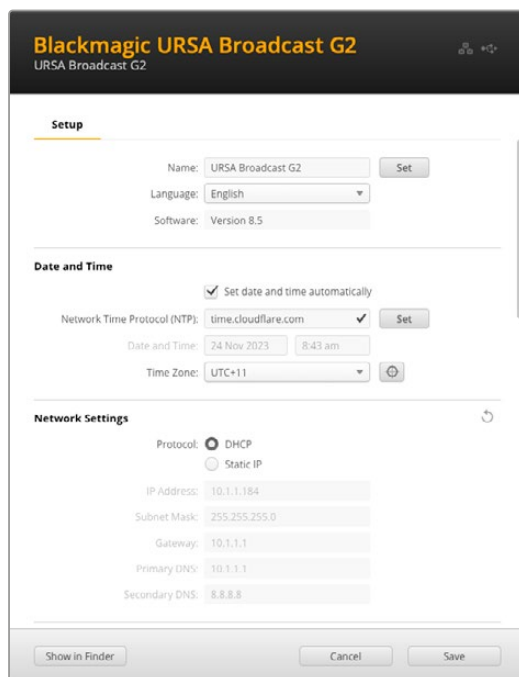 Blackmagic URSA Broadcast G2
URSA Broadcast G2
Setup
Name: URSA Broadcast G2 Set
Language: English
Software: Version 8.5
Date and Time
Set date and time automatically
Network Time Protocol (NTP): time.cloudflare.com Set
Date and Time: 24 Nov 2023 8:43 am
Time Zone: UTC+11
Network Settings
Protocol: DHCP
Static IP
IP Address: 10.1.1.184
Subnet Mask: 255.255.255.0
Gateway: 10.1.1.1
Primary DNS: 10.1.1.1
Secondary DNS: 8.8.8.8
Show in Finder Cancel Save